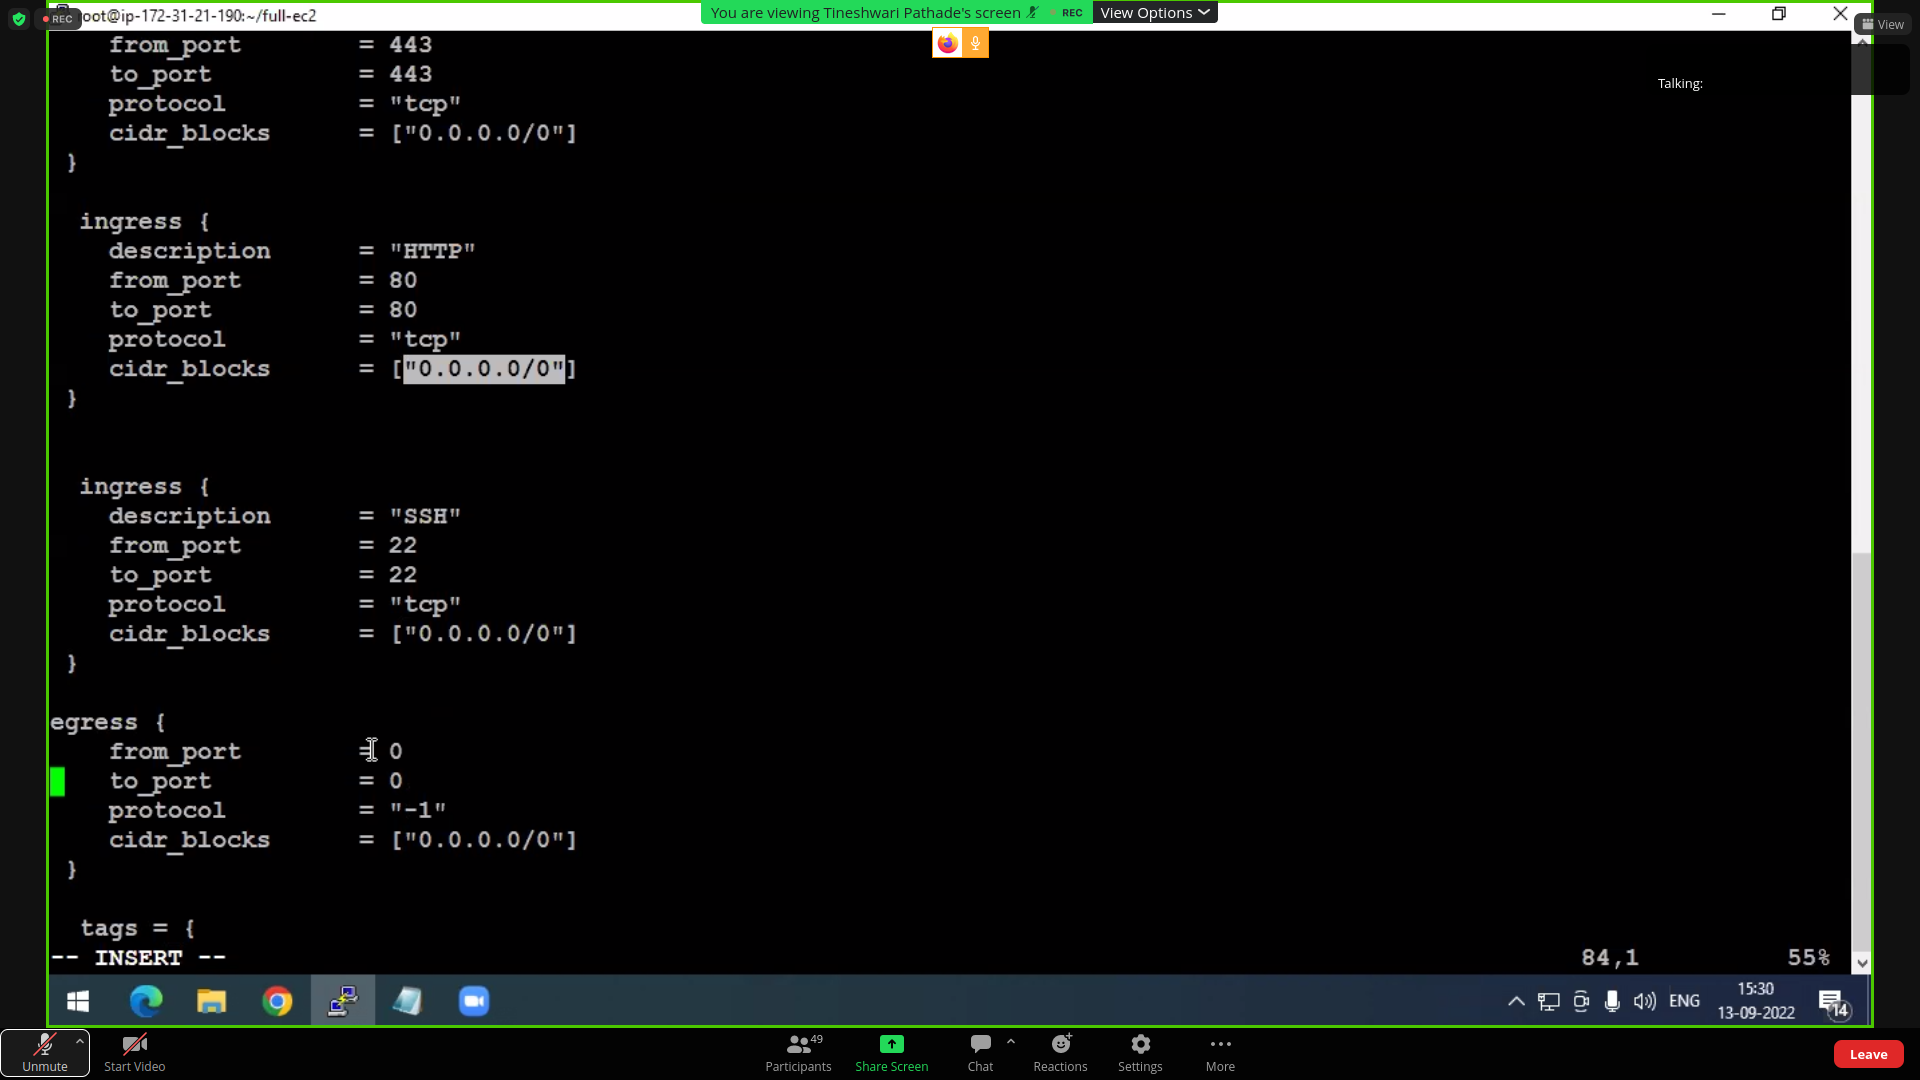 REC
root@ip-172-31-21-190:~/full-ec2
You are viewing Tineshwari Pathade's screen
REC
View Options
View
Talking:
from_port = 443
to_port = 443
protocol = "tcp"
cidr_blocks = ["0.0.0.0/0"]
}
ingress {
description = "HTTP"
from_port = 80
to_port = 80
protocol = "tcp"
cidr_blocks = ["0.0.0.0/0"]
}
ingress {
description = "SSH"
from_port = 22
to_port = 22
protocol = "tcp"
cidr_blocks = ["0.0.0.0/0"]
}
egress {
from_port = 0
to_port = 0
protocol = "-1"
cidr_blocks = ["0.0.0.0/0"]
}
tags = {
-- INSERT --
84,1
55%
ENG
15:30
13-09-2022
14
Unmute
Start Video
Participants
49
Share Screen
Chat
Reactions
Settings
More
Leave